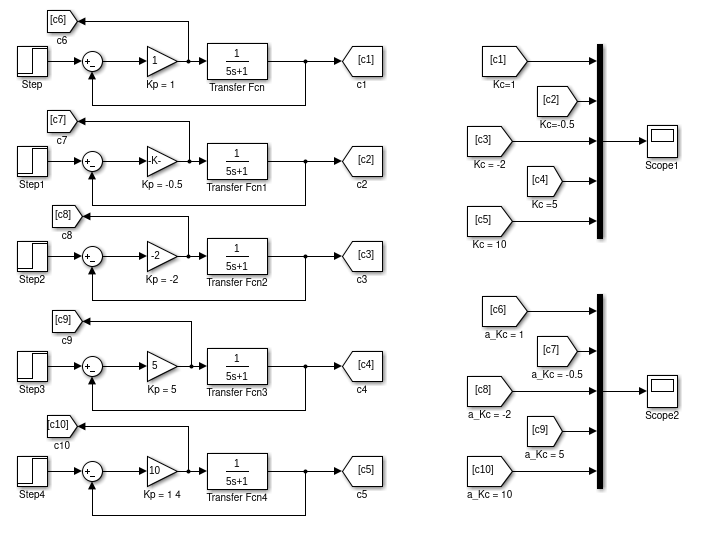 [c6]
c6
Step
+
_
1
Kp = 1
1
5s+1
Transfer Fcn
[c1]
c1
[c7]
c7
Step1
+
_
-K-
Kp = -0.5
1
5s+1
Transfer Fcn1
[c2]
c2
[c8]
c8
Step2
+
_
-2
Kp = -2
1
5s+1
Transfer Fcn2
[c3]
c3
[c9]
c9
Step3
+
_
5
Kp = 5
1
5s+1
Transfer Fcn3
[c4]
c4
[c10]
c10
Step4
+
_
10
Kp = 1 4
1
5s+1
Transfer Fcn4
[c5]
c5
[c1]
Kc=1
[c2]
Kc=-0.5
[c3]
Kc = -2
[c4]
Kc =5
[c5]
Kc = 10
Scope1
[c6]
a_Kc = 1
[c7]
a_Kc = -0.5
[c8]
a_Kc = -2
[c9]
a_Kc = 5
[c10]
a_Kc = 10
Scope2